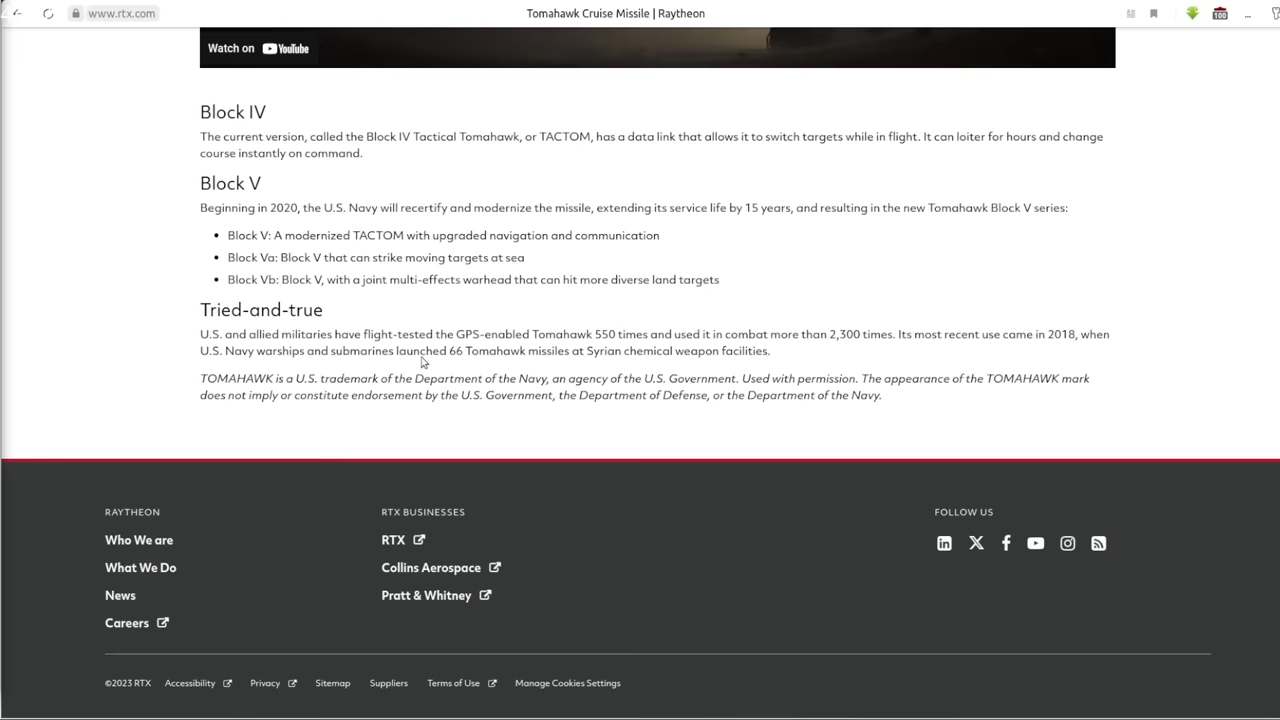 www.rtx.com
Tomahawk Cruise Missile | Raytheon
100
...
Watch on YouTube
Block IV
The current version, called the Block IV Tactical Tomahawk, or TACTOM, has a data link that allows it to switch targets while in flight. It can loiter for hours and change
course instantly on command.
Block V
Beginning in 2020, the U.S. Navy will recertify and modernize the missile, extending its service life by 15 years, and resulting in the new Tomahawk Block V series:
• Block V: A modernized TACTOM with upgraded navigation and communication
• Block Va: Block V that can strike moving targets at sea
• Block Vb: Block V, with a joint multi-effects warhead that can hit more diverse land targets
Tried-and-true
U.S. and allied militaries have flight-tested the GPS-enabled Tomahawk 550 times and used it in combat more than 2,300 times. Its most recent use came in 2018, when
U.S. Navy warships and submarines launched 66 Tomahawk missiles at Syrian chemical weapon facilities.
TOMAHAWK is a U.S. trademark of the Department of the Navy, an agency of the U.S. Government. Used with permission. The appearance of the TOMAHAWK mark
does not imply or constitute endorsement by the U.S. Government, the Department of Defense, or the Department of the Navy.
RAYTHEON
Who We are
What We Do
News
Careers
RTX BUSINESSES
RTX
Collins Aerospace
Pratt & Whitney
FOLLOW US
©2023 RTX Accessibility Privacy Sitemap Suppliers Terms of Use Manage Cookies Settings